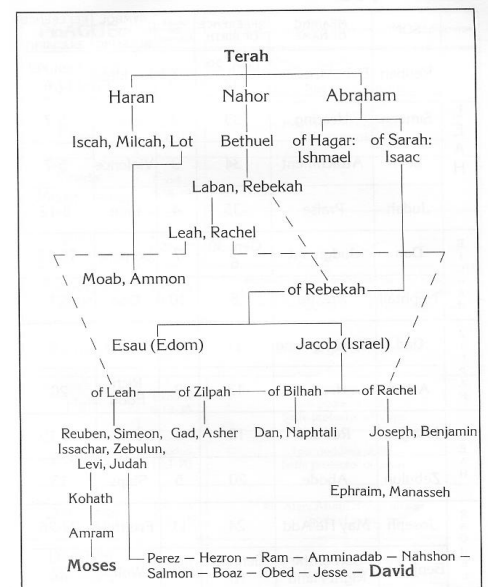 Terah
Haran Nahor Abraham
Iscah, Milcah, Lot Bethuel of Hagar: of Sarah:
Ishmael Isaac
Laban, Rebekah
Leah, Rachel
Moab, Ammon
of Rebekah
Esau (Edom) Jacob (Israel)
of Leah of Zilpah of Bilhah of Rachel
Reuben, Simeon, Gad, Asher Dan, Naphtali Joseph, Benjamin
Issachar, Zebulun,
Levi, Judah
Ephraim, Manasseh
Kohath
Amram
Moses
Perez — Hezron — Ram — Amminadab — Nahshon —
Salmon — Boaz — Obed — Jesse — David